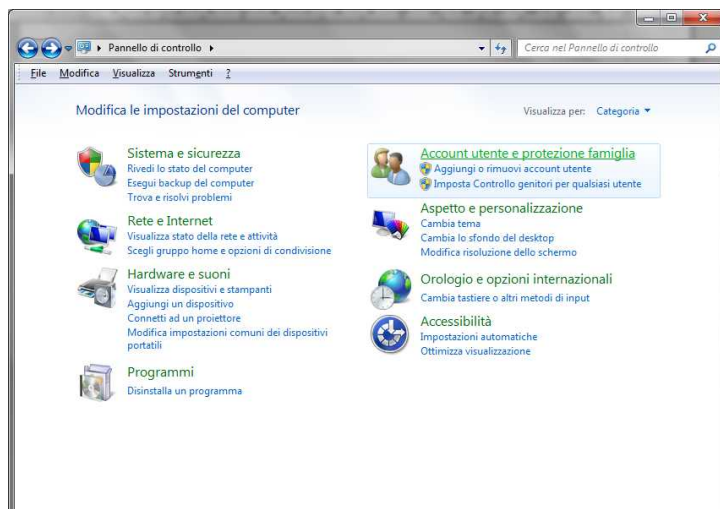 Pannello di controllo
Cerca nel Pannello di controllo
File Modifica Visualizza Strumenti ?
Modifica le impostazioni del computer
Visualizza per: Categoria
Sistema e sicurezza
Rivedi lo stato del computer
Esegui backup del computer
Trova e risolvi problemi
Rete e Internet
Visualizza stato della rete e attività
Scegli gruppo home e opzioni di condivisione
Hardware e suoni
Visualizza dispositivi e stampanti
Aggiungi un dispositivo
Connetti ad un proiettore
Modifica impostazioni comuni dei dispositivi
portatili
Programmi
Disinstalla un programma
Account utente e protezione famiglia
Aggiungi o rimuovi account utente
Imposta Controllo genitori per qualsiasi utente
Aspetto e personalizzazione
Cambia tema
Cambia lo sfondo del desktop
Modifica risoluzione dello schermo
Orologio e opzioni internazionali
Cambia tastiere o altri metodi di input
Accessibilità
Impostazioni automatiche
Ottimizza visualizzazione